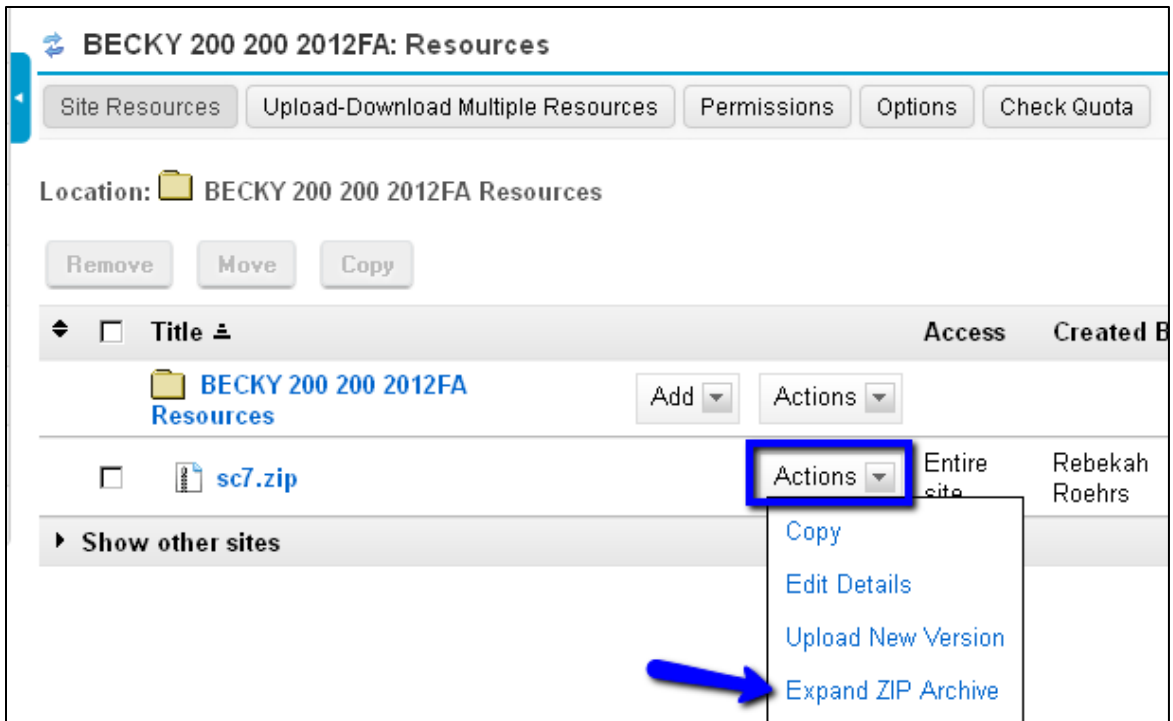 BECKY 200 200 2012FA: Resources
Site Resources Upload-Download Multiple Resources Permissions Options Check Quota
Location: BECKY 200 200 2012FA Resources
Remove Move Copy
Title Access Created B
BECKY 200 200 2012FA
Resources
Add Actions
sc7.zip Actions Entire
site
Rebekah
Roehrs
Copy
Edit Details
Upload New Version
Expand ZIP Archive
Show other sites